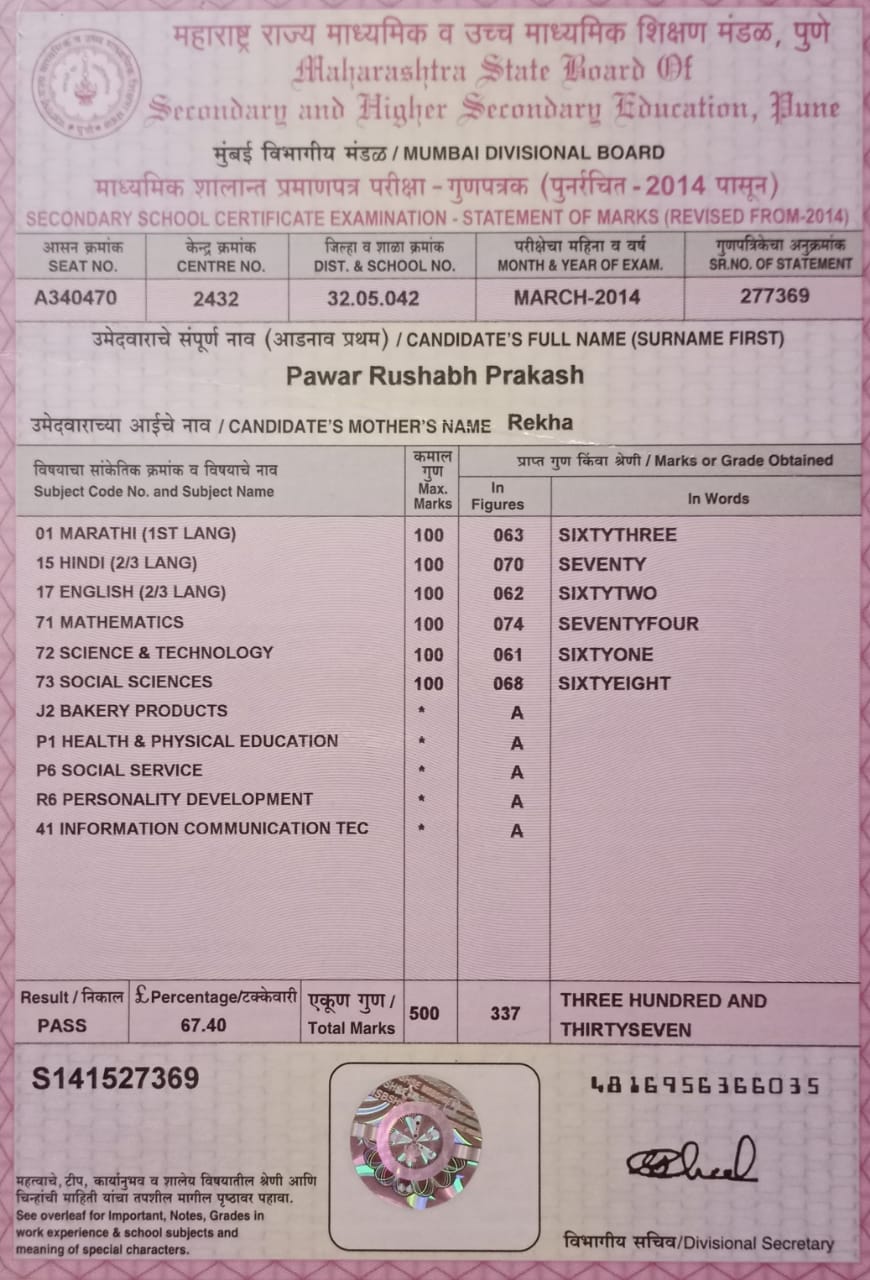 महाराष्ट्र राज्य माध्यमिक व उच्च माध्यमिक शिक्षण मंडळ, पुणे
Maharashtra State Board Of
Secondary and Higher Secondary Education, Pune
मुंबई विभागीय मंडळ / MUMBAI DIVISIONAL BOARD
माध्यमिक शालान्त प्रमाणपत्र परीक्षा - गुणपत्रक (पुनर्रचित - 2014 पासून)
SECONDARY SCHOOL CERTIFICATE EXAMINATION - STATEMENT OF MARKS (REVISED FROM-2014)
आसन क्रमांक केन्द्र क्रमांक जिल्हा व शाळा क्रमांक परीक्षेचा महिना व वर्ष गुणपत्रिकेचा अनुक्रमांक
SEAT NO. CENTRE NO. DIST. & SCHOOL NO. MONTH & YEAR OF EXAM. SR.NO. OF STATEMENT
A340470 2432 32.05.042 MARCH-2014 277369
उमेदवाराचे संपूर्ण नाव (आडनाव प्रथम) / CANDIDATE'S FULL NAME (SURNAME FIRST)
Pawar Rushabh Prakash
उमेदवाराच्या आईचे नाव / CANDIDATE'S MOTHER'S NAME Rekha
विषयाचा सांकेतिक क्रमांक व विषयाचे नाव
Subject Code No. and Subject Name
कमाल
गुण
Max.
Marks
प्राप्त गुण किंवा श्रेणी / Marks or Grade Obtained
In
Figures
In Words
01 MARATHI (1ST LANG) 100 063 SIXTYTHREE
15 HINDI (2/3 LANG) 100 070 SEVENTY
17 ENGLISH (2/3 LANG) 100 062 SIXTYTWO
71 MATHEMATICS 100 074 SEVENTYFOUR
72 SCIENCE & TECHNOLOGY 100 061 SIXTYONE
73 SOCIAL SCIENCES 100 068 SIXTYEIGHT
J2 BAKERY PRODUCTS * A
P1 HEALTH & PHYSICAL EDUCATION * A
P6 SOCIAL SERVICE * A
R6 PERSONALITY DEVELOPMENT * A
41 INFORMATION COMMUNICATION TEC * A
Result / निकाल £Percentage/टक्केवारी एकूण गुण / 500 337 THREE HUNDRED AND
PASS 67.40 Total Marks THIRTYSEVEN
S141527369
4816956366035
महत्वाचे, टीप, कार्यानुभव व शालेय विषयातील श्रेणी आणि
चिन्हांची माहिती यांचा तपशील मागील पृष्ठावर पहावा.
See overleaf for Important, Notes, Grades in
work experience & school subjects and
meaning of special characters.
विभागीय सचिव/Divisional Secretary